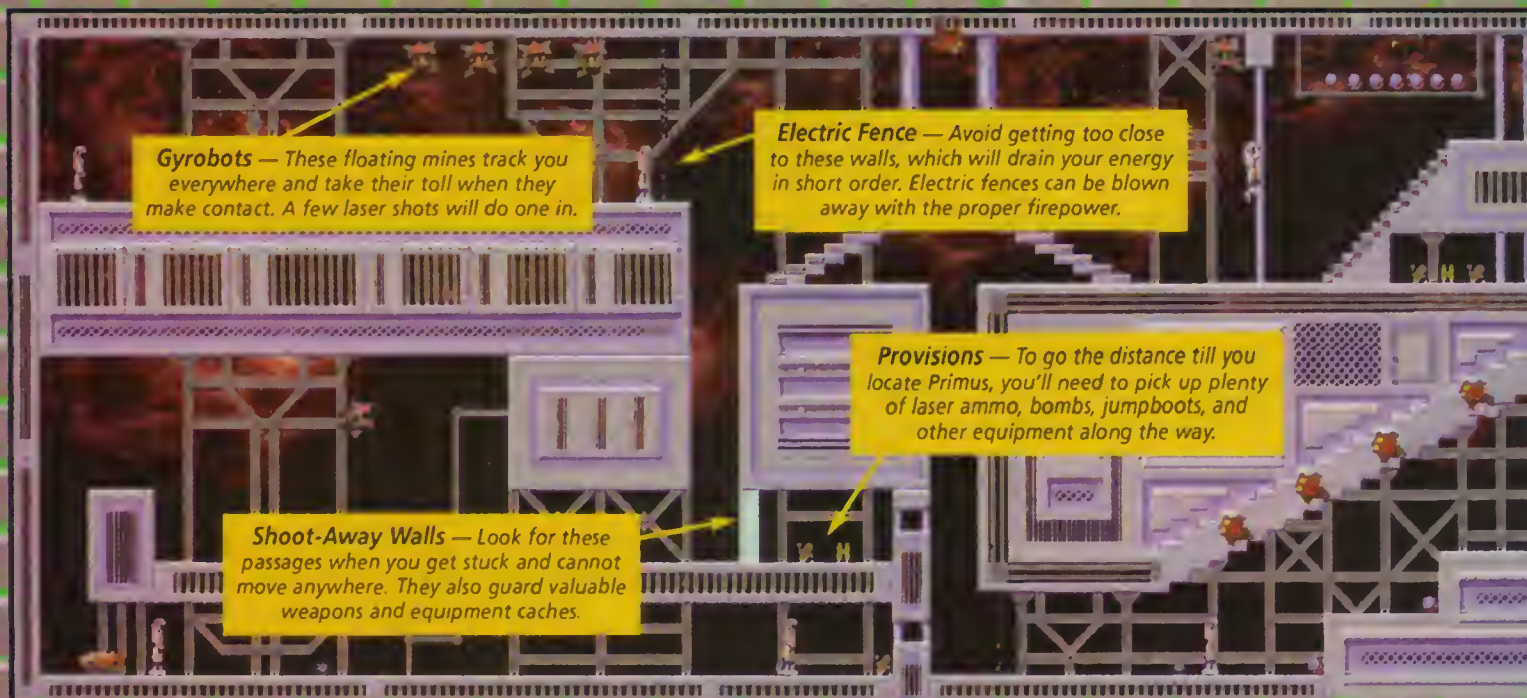 Gyrobots — These floating mines track you
everywhere and take their toll when they
make contact. A few laser shots will do one in.
Electric Fence — Avoid getting too close
to these walls, which will drain your energy
in short order. Electric fences can be blown
away with the proper firepower.
Provisions — To go the distance till you
locate Primus, you'll need to pick up plenty
of laser ammo, bombs, jumpboots, and
other equipment along the way.
Shoot-Away Walls — Look for these
passages when you get stuck and cannot
move anywhere. They also guard valuable
weapons and equipment caches.